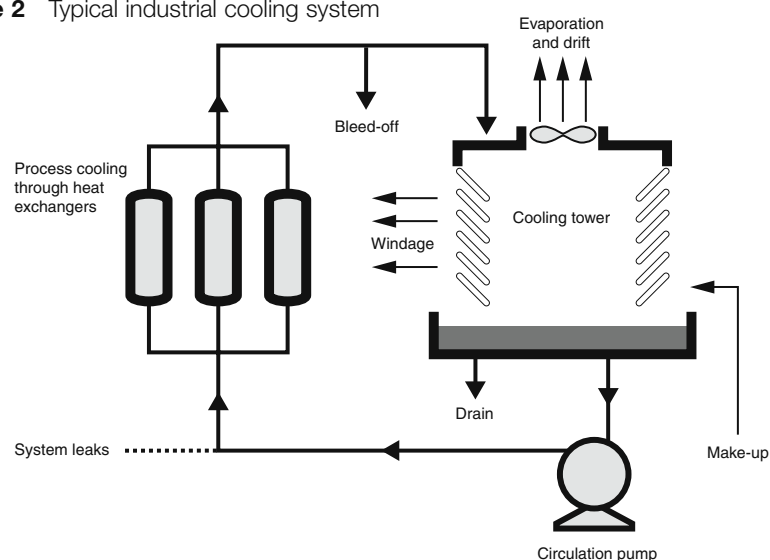 2 Typical industrial cooling system
Evaporation
and drift
Bleed-off
Process cooling
through heat
exchangers
Cooling tower
Windage
Drain
System leaks
Make-up
Circulation pump